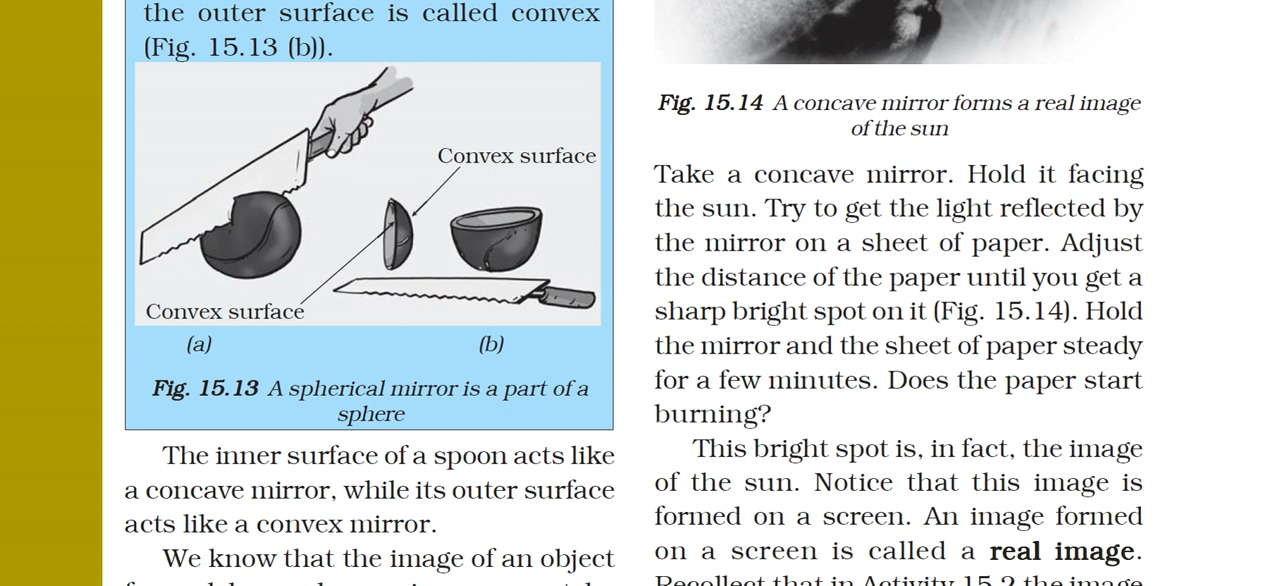 the outer surface is called convex
(Fig. 15.13 (b)).
Convex surface
Convex surface
(a)
(b)
Fig. 15.13 A spherical mirror is a part of a
sphere
The inner surface of a spoon acts like
a concave mirror, while its outer surface
acts like a convex mirror.
We know that the image of an object
Fig. 15.14 A concave mirror forms a real image
of the sun
Take a concave mirror. Hold it facing
the sun. Try to get the light reflected by
the mirror on a sheet of paper. Adjust
the distance of the paper until you get a
sharp bright spot on it (Fig. 15.14). Hold
the mirror and the sheet of paper steady
for a few minutes. Does the paper start
burning?
This bright spot is, in fact, the image
of the sun. Notice that this image is
formed on a screen. An image formed
on a screen is called a real image.
Recollect that in Activity 15.2 the image